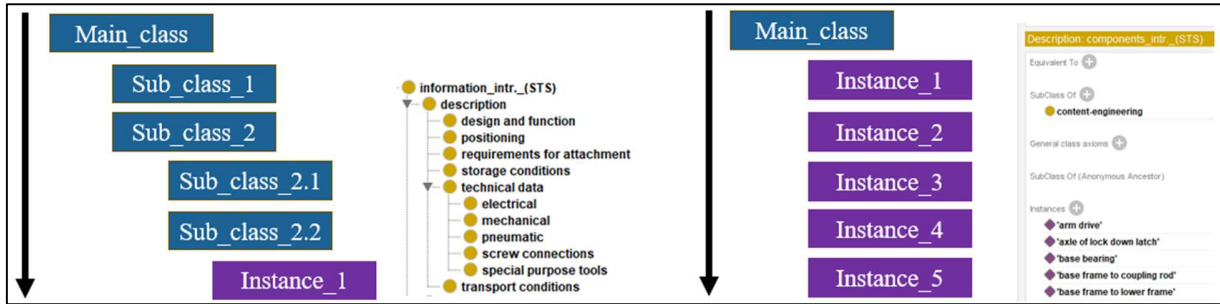 Main_class
Sub_class_1
Sub_class_2
Sub_class_2.1
Sub_class_2.2
Instance_1
information_intr._(STS)
description
design and function
positioning
requirements for attachment
storage conditions
technical data
electrical
mechanical
pneumatic
screw connections
special purpose tools
transport conditions
Main_class
Instance_1
Instance_2
Instance_3
Instance_4
Instance_5
Description: components_intr._(STS)
Equivalent To
SubClass Of
content-engineering
General class axioms
SubClass Of (Anonymous Ancestor)
Instances
'arm drive'
'axle of lock down latch'
'base bearing'
'base frame to coupling rod'
'base frame to lower frame'